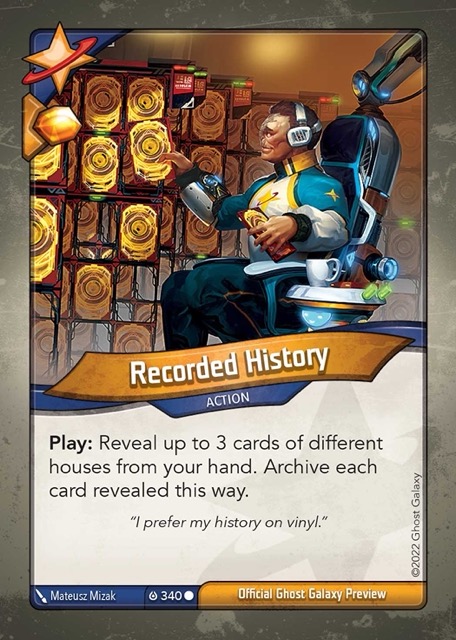 Recorded History
ACTION
Play: Reveal up to 3 cards of different
houses from your hand. Archive each
card revealed this way.
“I prefer my history on vinyl.”
©2022 Ghost Galaxy
Mateusz Mizak
340
Official Ghost Galaxy Preview